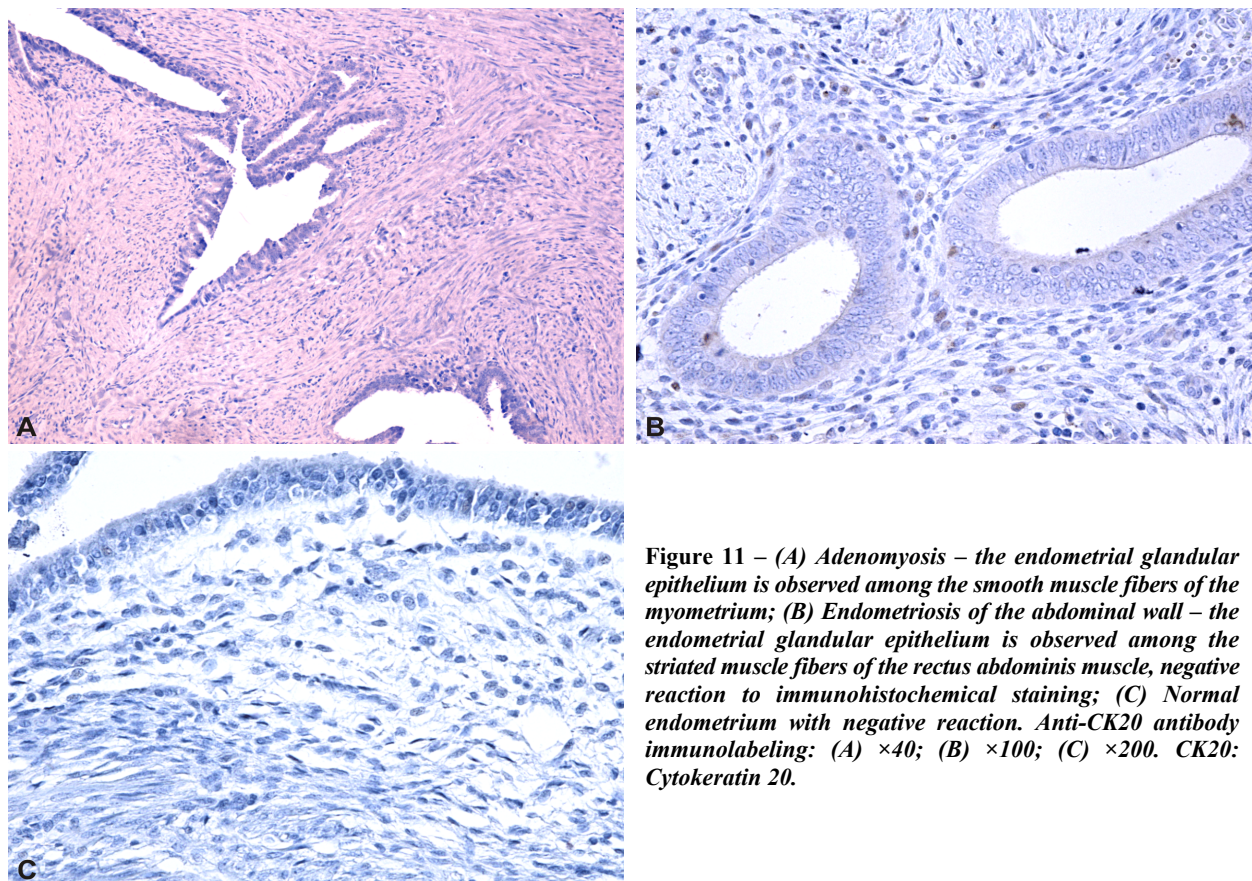 A
B
C
Figure 11 – (A) Adenomyosis – the endometrial glandular
epithelium is observed among the smooth muscle fibers of the
myometrium; (B) Endometriosis of the abdominal wall – the
endometrial glandular epithelium is observed among the
striated muscle fibers of the rectus abdominis muscle, negative
reaction to immunohistochemical staining; (C) Normal
endometrium with negative reaction. Anti-CK20 antibody
immunolabeling: (A) ×40; (B) ×100; (C) ×200. CK20:
Cytokeratin 20.